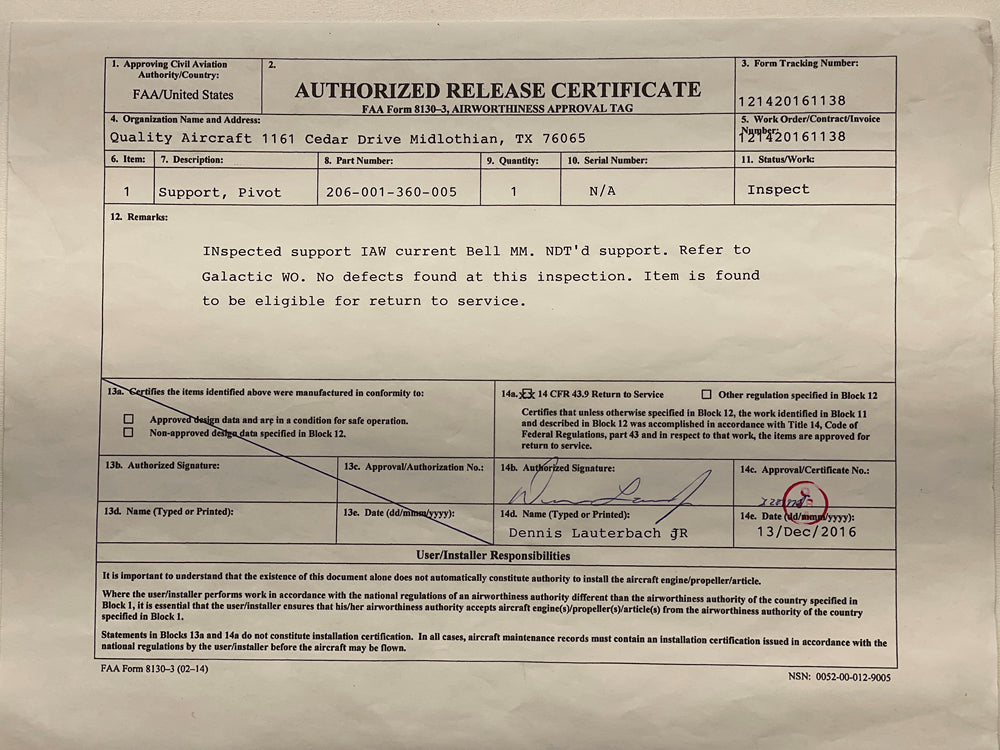 1. Approving Civil Aviation Authority/Country:
FAA/United States
2.
AUTHORIZED RELEASE CERTIFICATE
FAA Form 8130–3, AIRWORTHINESS APPROVAL TAG
3. Form Tracking Number:
121420161138
4. Organization Name and Address:
Quality Aircraft 1161 Cedar Drive Midlothian, TX 76065
5. Work Order/Contract/Invoice Number:
121420161138
6. Item:
7. Description:
8. Part Number:
9. Quantity:
10. Serial Number:
11. Status/Work:
1
Support, Pivot
206-001-360-005
1
N/A
Inspect
12. Remarks:
INspected support IAW current Bell MM. NDT'd support. Refer to
Galactic WO. No defects found at this inspection. Item is found
to be eligible for return to service.
13a. Certifies the items identified above were manufactured in conformity to:
Approved design data and are in a condition for safe operation.
Non-approved design data specified in Block 12.
14a. 14 CFR 43.9 Return to Service
Other regulation specified in Block 12
Certifies that unless otherwise specified in Block 12, the work identified in Block 11
and described in Block 12 was accomplished in accordance with Title 14, Code of
Federal Regulations, part 43 and in respect to that work, the items are approved for
return to service.
13b. Authorized Signature:
13c. Approval/Authorization No.:
14b. Authorized Signature:
14c. Approval/Certificate No.:
13d. Name (Typed or Printed):
13e. Date (dd/mmm/yyyy):
14d. Name (Typed or Printed):
Dennis Lauterbach JR
14e. Date (dd/mmm/yyyy):
13/Dec/2016
User/Installer Responsibilities
It is important to understand that the existence of this document alone does not automatically constitute authority to install the aircraft engine/propeller/article.
Where the user/installer performs work in accordance with the national regulations of an airworthiness authority different than the airworthiness authority of the country specified in
Block 1, it is essential that the user/installer ensures that his/her airworthiness authority accepts aircraft engine(s)/propeller(s)/article(s) from the airworthiness authority of the country
specified in Block 1.
Statements in Blocks 13a and 14a do not constitute installation certification. In all cases, aircraft maintenance records must contain an installation certification issued in accordance with the
national regulations by the user/installer before the aircraft may be flown.
FAA Form 8130–3 (02–14)
NSN: 0052-00-012-9005